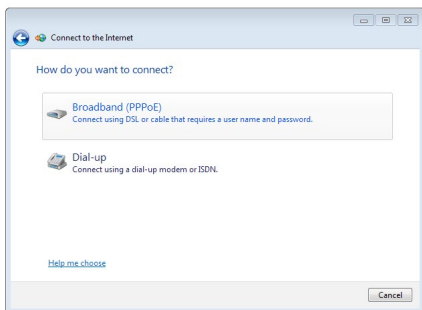 Connect to the Internet
How do you want to connect?
Broadband (PPPoE)
Connect using DSL or cable that requires a user name and password.
Dial-up
Connect using a dial-up modem or ISDN.
Help me choose
Cancel